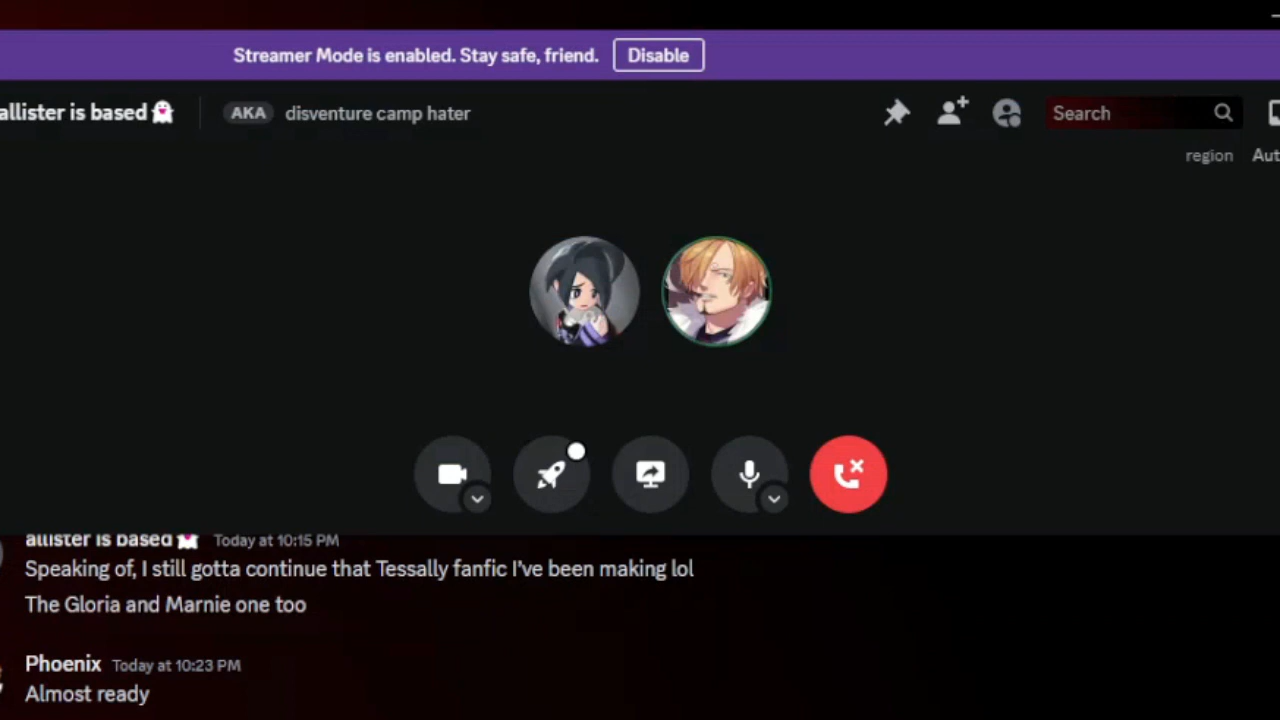 Streamer Mode is enabled. Stay safe, friend. Disable
allister is based AKA disventure camp hater Search
region Aut
allister is based Today at 10:15 PM
Speaking of, I still gotta continue that Tessally fanfic I've been making lol
The Gloria and Marnie one too
Phoenix Today at 10:23 PM
Almost ready